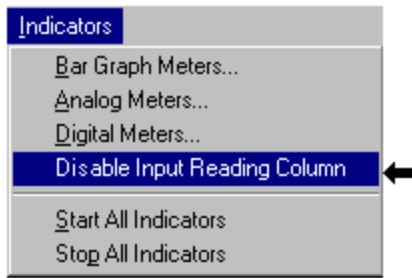 Indicators
Bar Graph Meters...
Analog Meters...
Digital Meters...
Disable Input Reading Column
Start All Indicators
Stop All Indicators